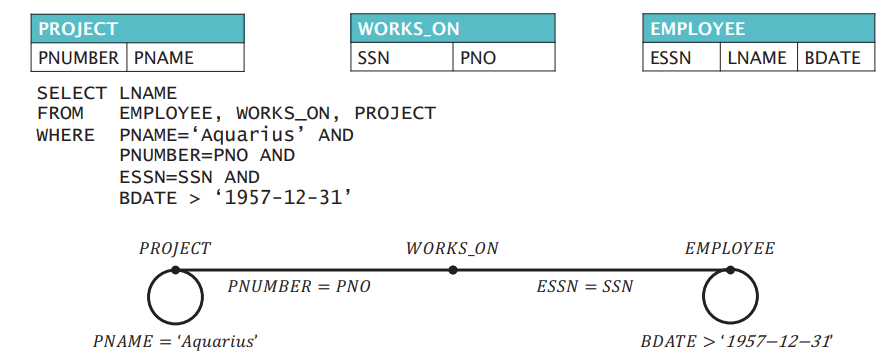 PROJECT WORKS_ON EMPLOYEE
PNUMBER PNAME SSN PNO ESSN LNAME BDATE
SELECT LNAME
FROM EMPLOYEE, WORKS_ON, PROJECT
WHERE PNAME=‘Aquarius’ AND
PNUMBER=PNO AND
ESSN=SSN AND
BDATE > ‘1957-12-31’
PROJECT WORKS_ON EMPLOYEE
PNUMBER = PNO ESSN = SSN
PNAME = ‘Aquarius’ BDATE >‘1957−12−31’